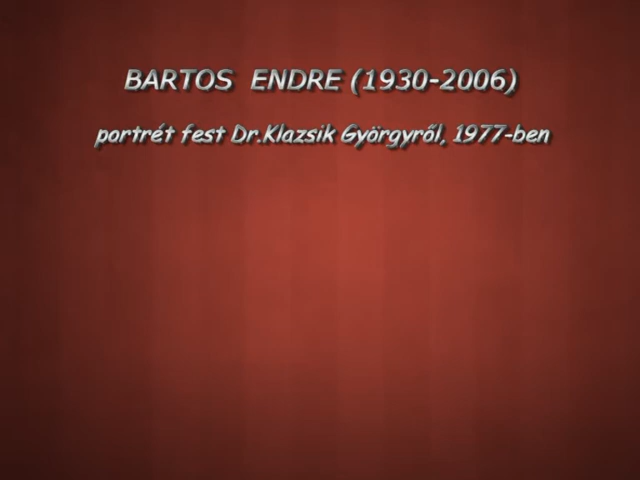 BARTOS ENDRE (1930-2006)
portrét fest Dr.Klazsik Györgyről, 1977-ben